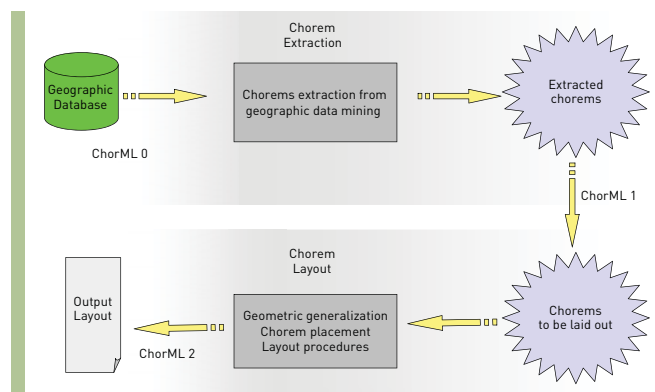 Chorem
Extraction
Geographic
Database
Chorems extraction from
geographic data mining
Extracted
chorems
ChorML 0
ChorML 1
Chorem
Layout
Output
Layout
Geometric generalization
Chorem placement
Layout procedures
Chorems
to be laid out
ChorML 2